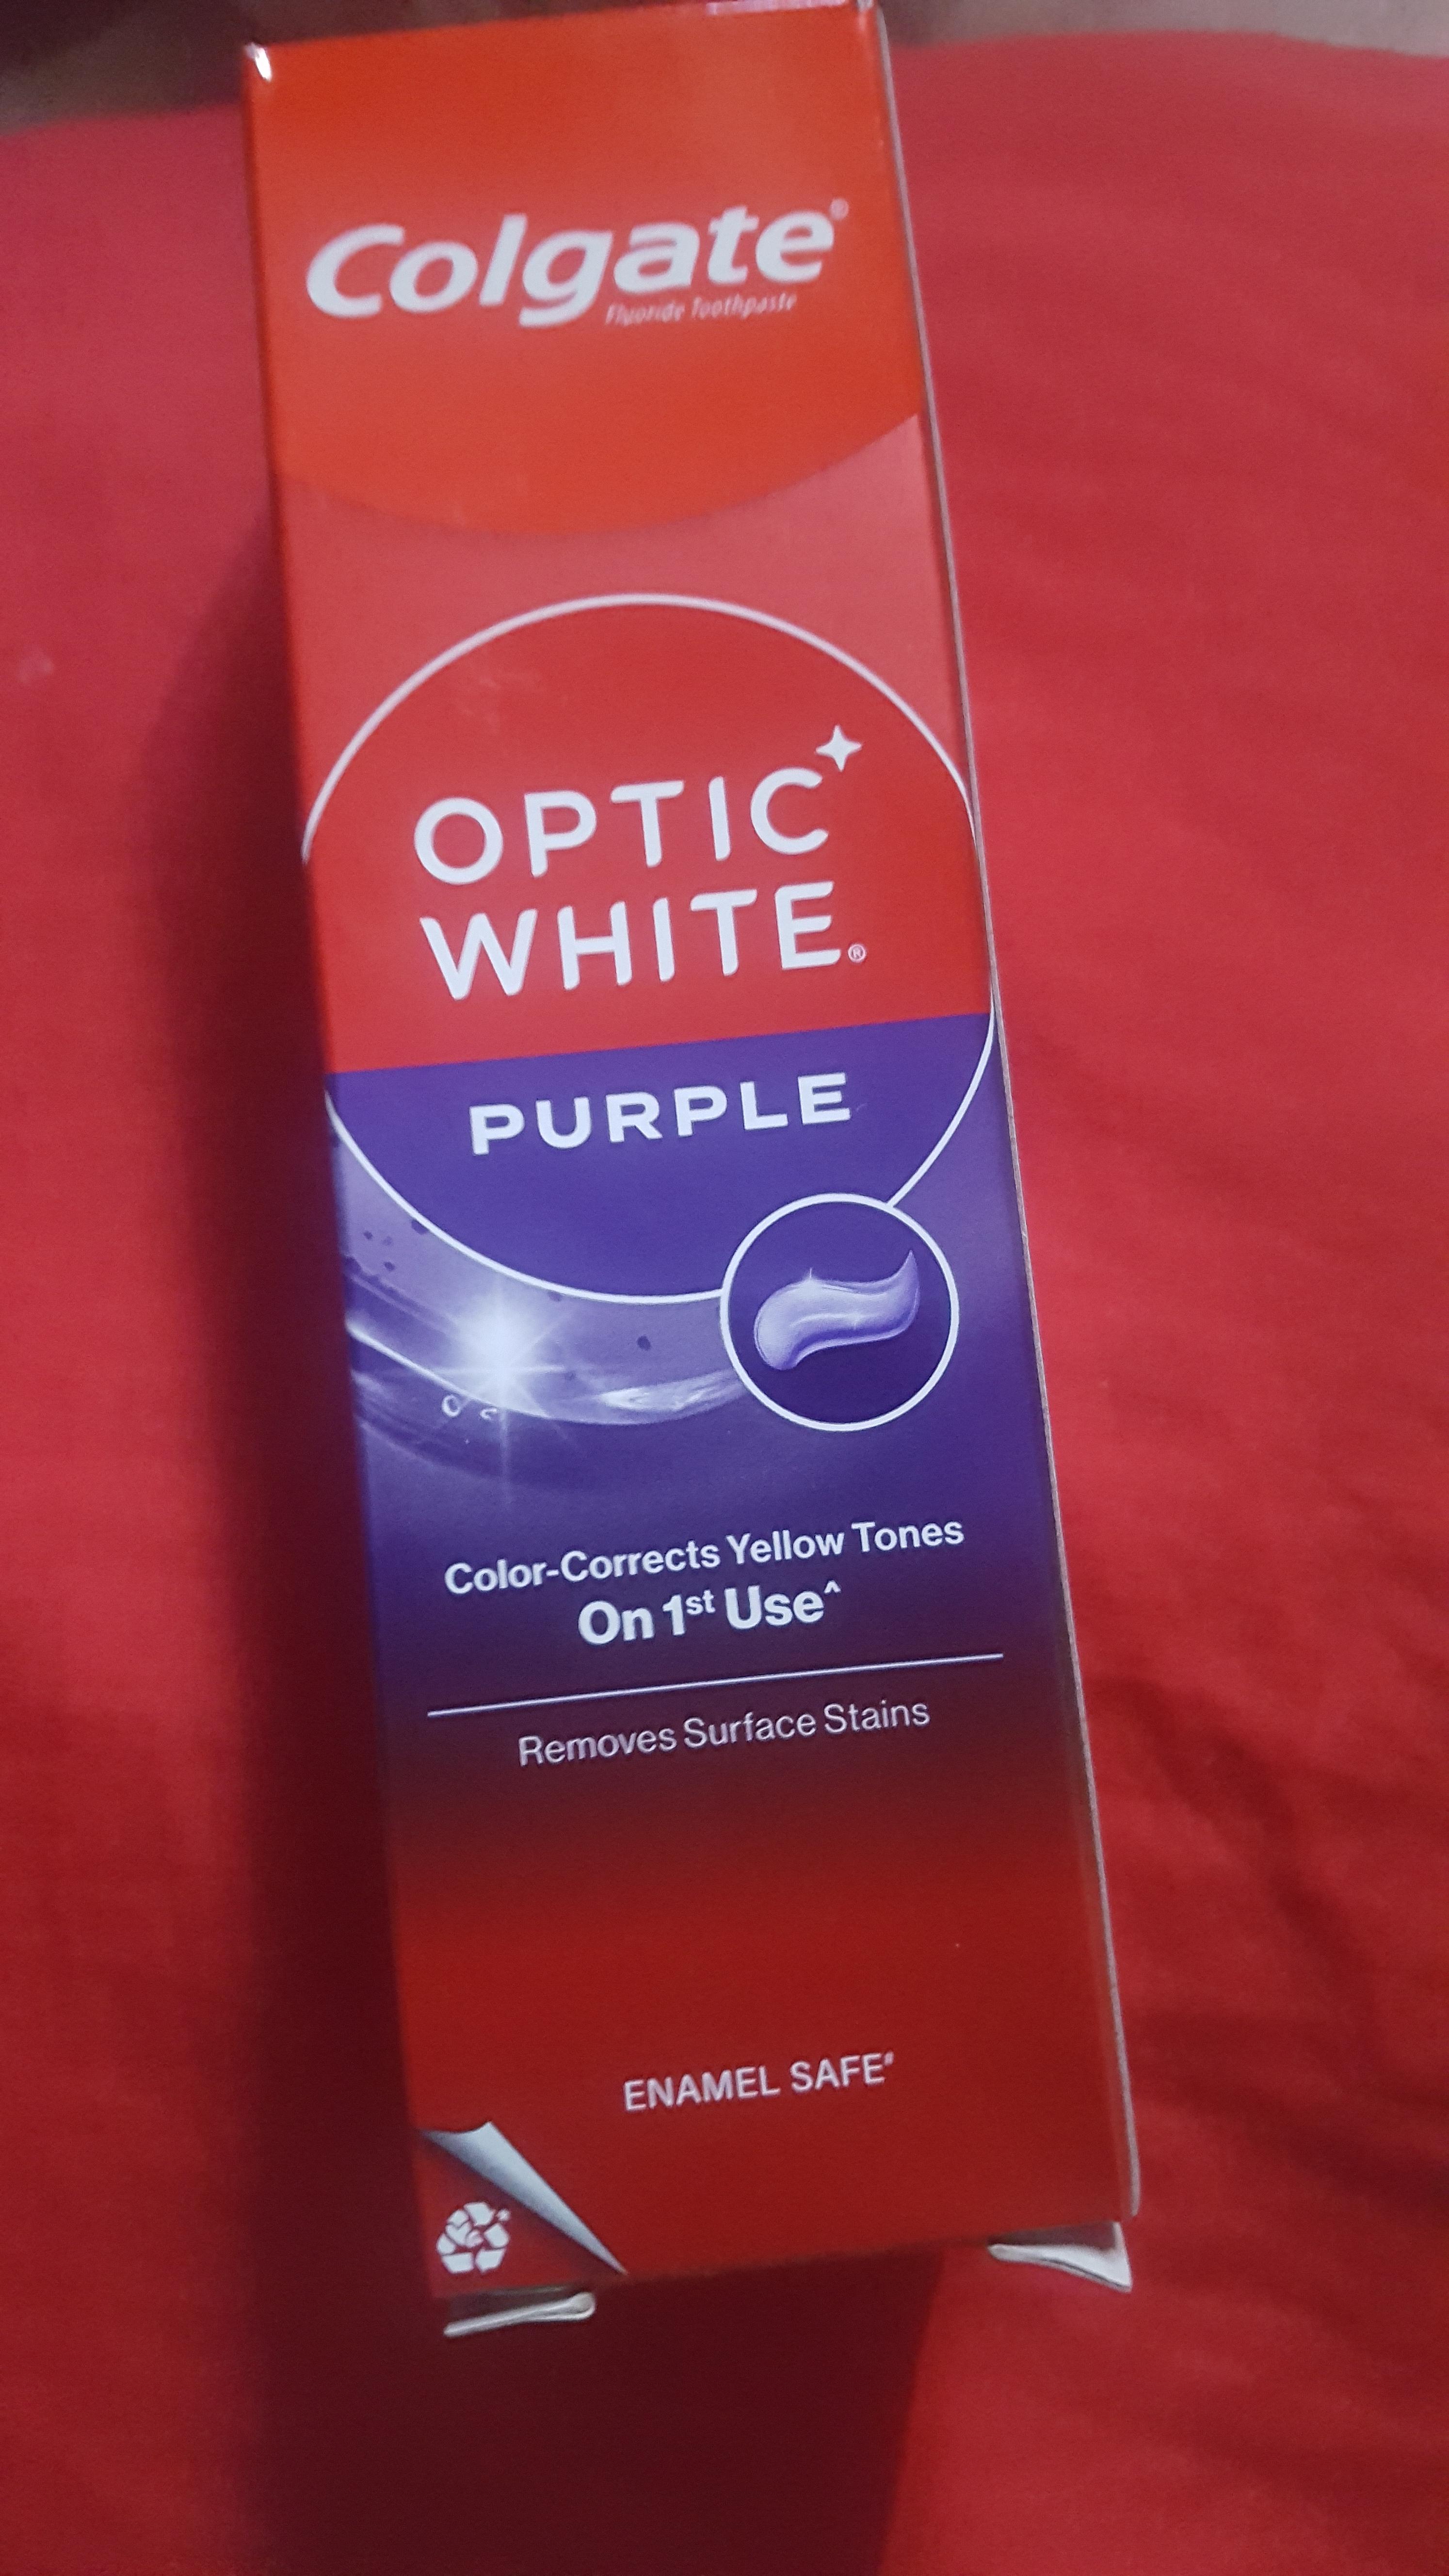 Colgate®
Fluoride Toothpaste
OPTIC
WHITE®
PURPLE
Color-Corrects Yellow Tones
On 1st Use^
Removes Surface Stains
ENAMEL SAFE#